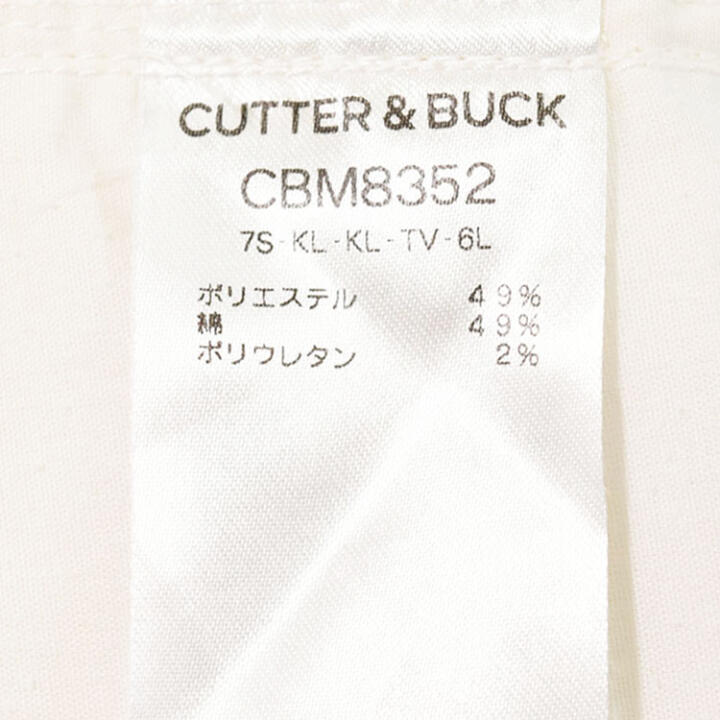 CUTTER & BUCK
CBM8352
7S-KL-KL-TV-6L
ポリエステル 49%
綿 49%
ポリウレタン 2%